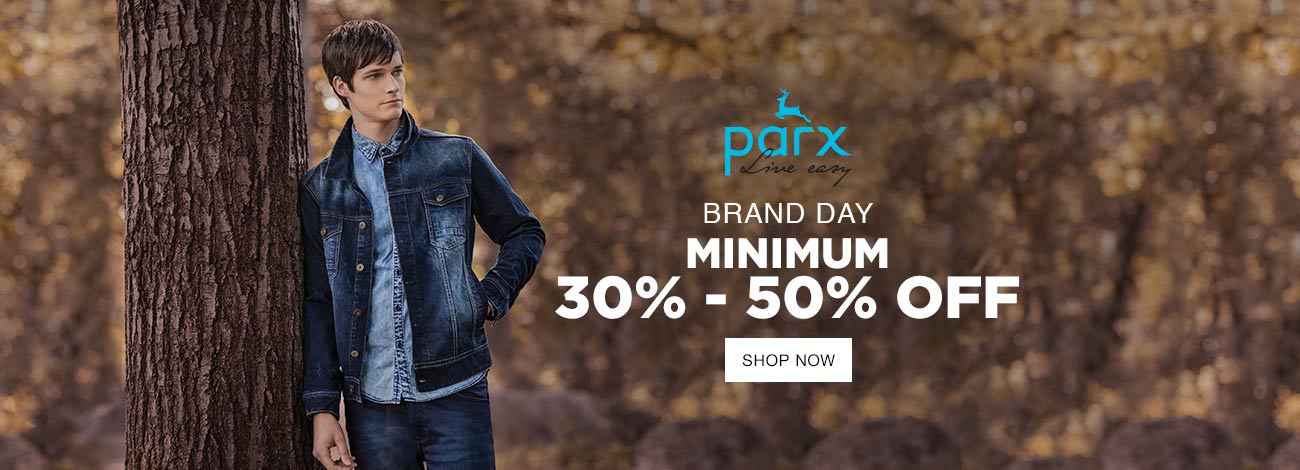 parx
Live easy
BRAND DAY
MINIMUM
30% - 50% OFF
SHOP NOW